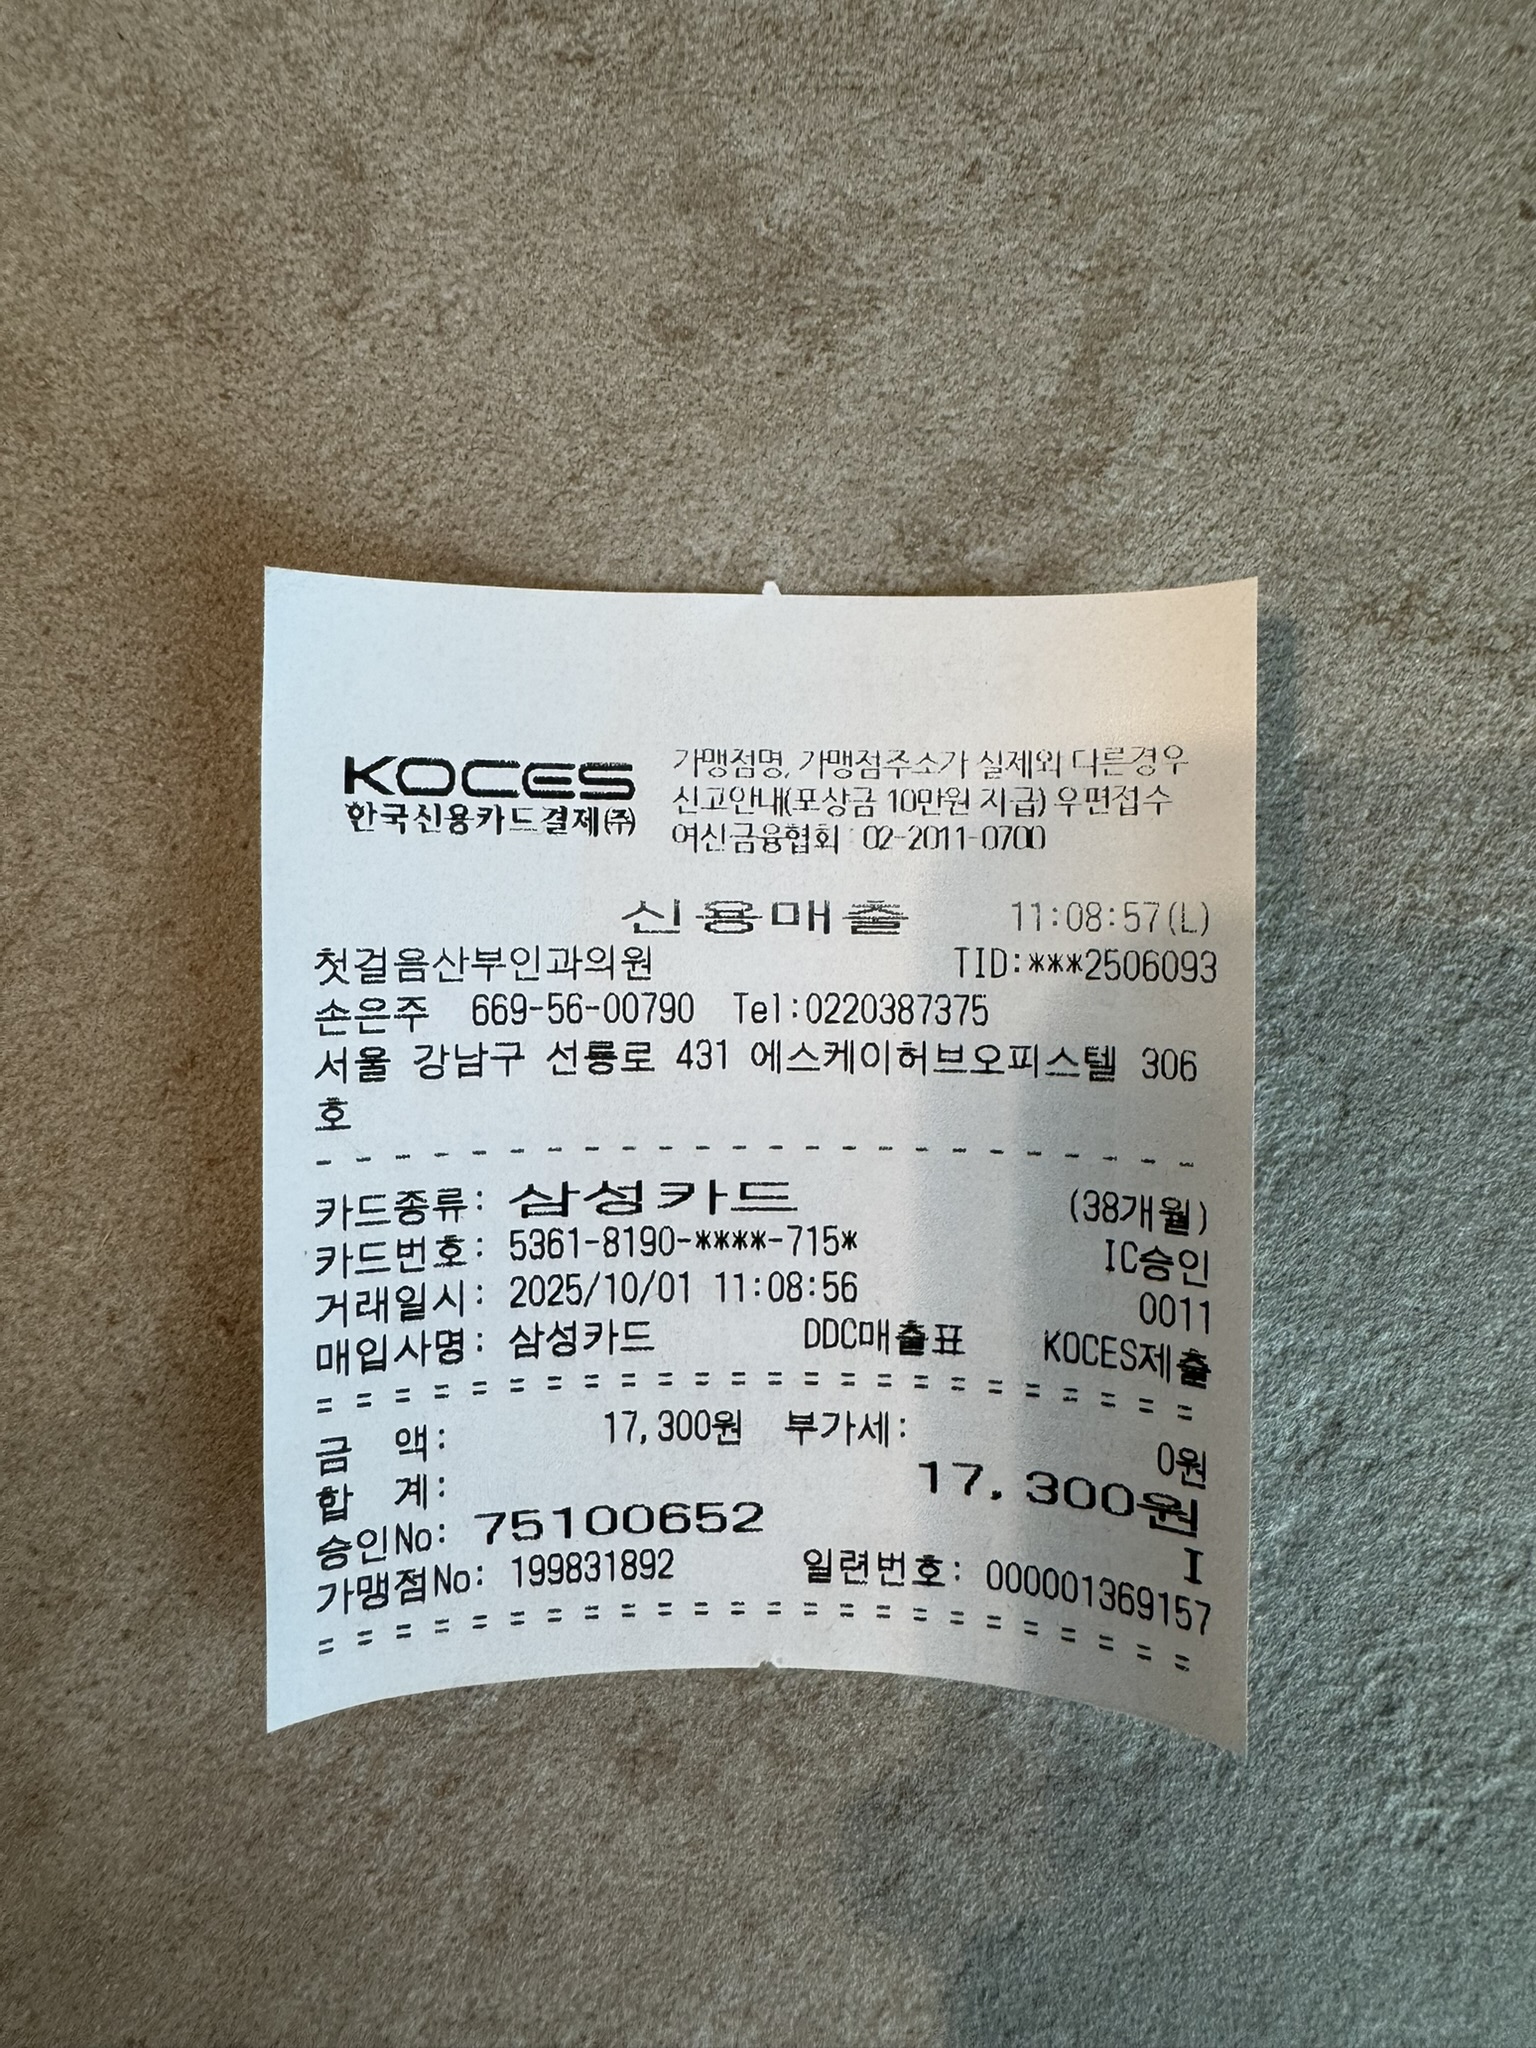 KOCES
한국신용카드결제㈜
가맹점명, 가맹점주소가 실제와 다른경우
신고안내(포상금 10만원 지급) 우편접수
여신금융협회 02-2011-0700
신용매출 11:08:57(L)
첫걸음산부인과의원 TID:***2506093
손은주 669-56-00790 Tel:0220387375
서울 강남구 선릉로 431 에스케이허브오피스텔 306
호
- - - - - - - - - - - - - - - - - - - - - - - -
카드종류: 삼성카드 (38개월)
카드번호: 5361-8190-****-715* IC승인
거래일시: 2025/10/01 11:08:56 0011
매입사명: 삼성카드 DDC매출표 KOCES제출
= = = = = = = = = = = = = = = = = = = = = = = =
금 액: 17,300원 부가세: 0원
합 계: 17,300원
승인No: 75100652 I
가맹점No: 199831892 일련번호: 000001369157
= = = = = = = = = = = = = = = = = = = = = = = =